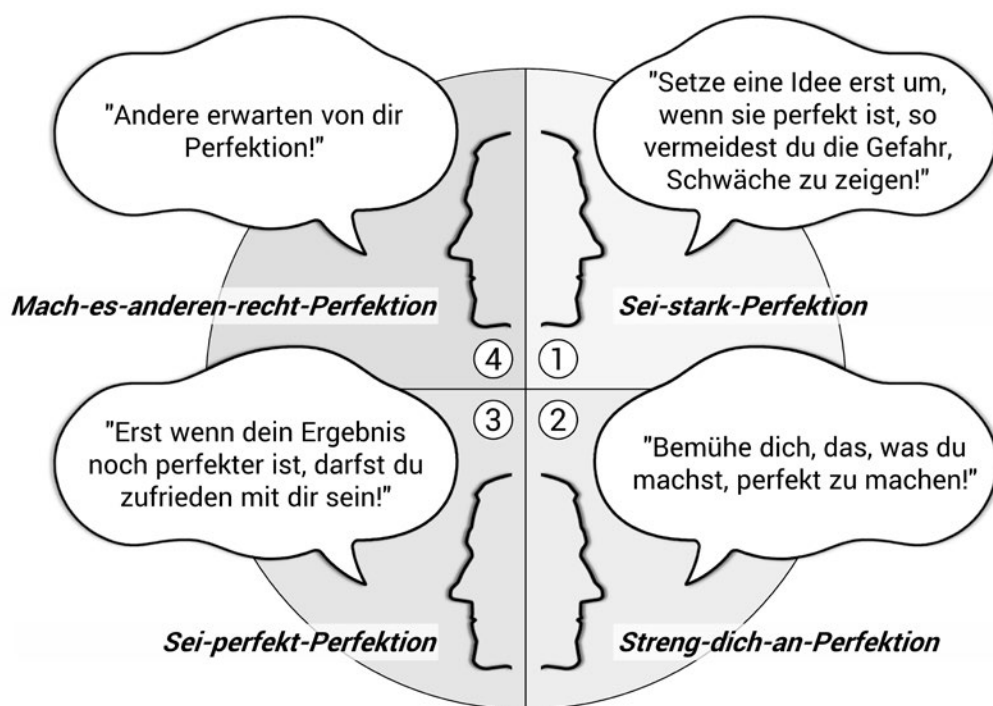 "Andere erwarten von dir
Perfektion!"
Mach-es-anderen-recht-Perfektion
"Setze eine Idee erst um,
wenn sie perfekt ist, so
vermeidest du die Gefahr,
Schwäche zu zeigen!"
Sei-stark-Perfektion
4
1
3
2
"Erst wenn dein Ergebnis
noch perfekter ist, darfst du
zufrieden mit dir sein!"
Sei-perfekt-Perfektion
"Bemühe dich, das, was du
machst, perfekt zu machen!"
Streng-dich-an-Perfektion